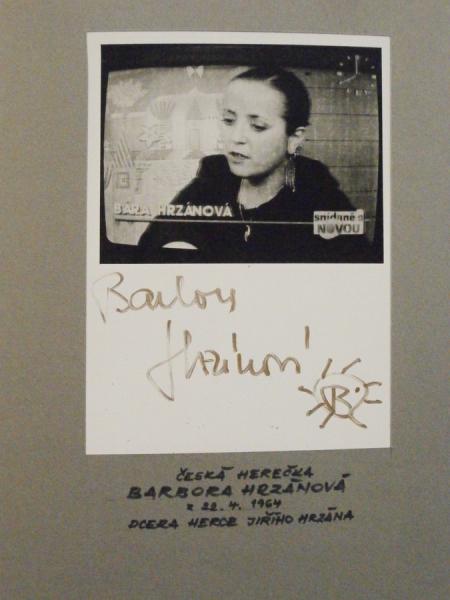 BÁRA HRZÁNOVÁ
snídaně s
NOVOU
Barbora
Hrzánová
B
ČESKÁ HEREČKA
BARBORA HRZÁNOVÁ
22. 4. 1964
DCERA HERCE JIŘÍHO HRZÁNA